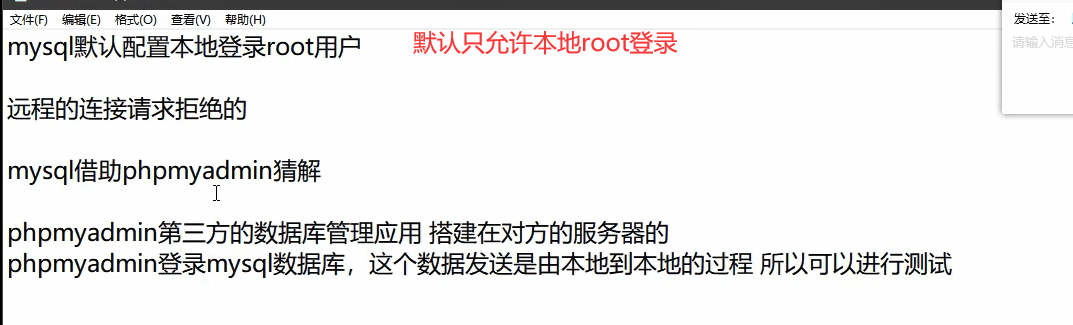 文件(F) 编辑(E) 格式(O) 查看(V) 帮助(H)
发送至：
请输入消息
mysql默认配置本地登录root用户
默认只允许本地root登录
远程的连接请求拒绝的
mysql借助phpmyadmin猜解
phpmyadmin第三方的数据库管理应用 搭建在对方的服务器的
phpmyadmin登录mysql数据库，这个数据发送是由本地到本地的过程 所以可以进行测试